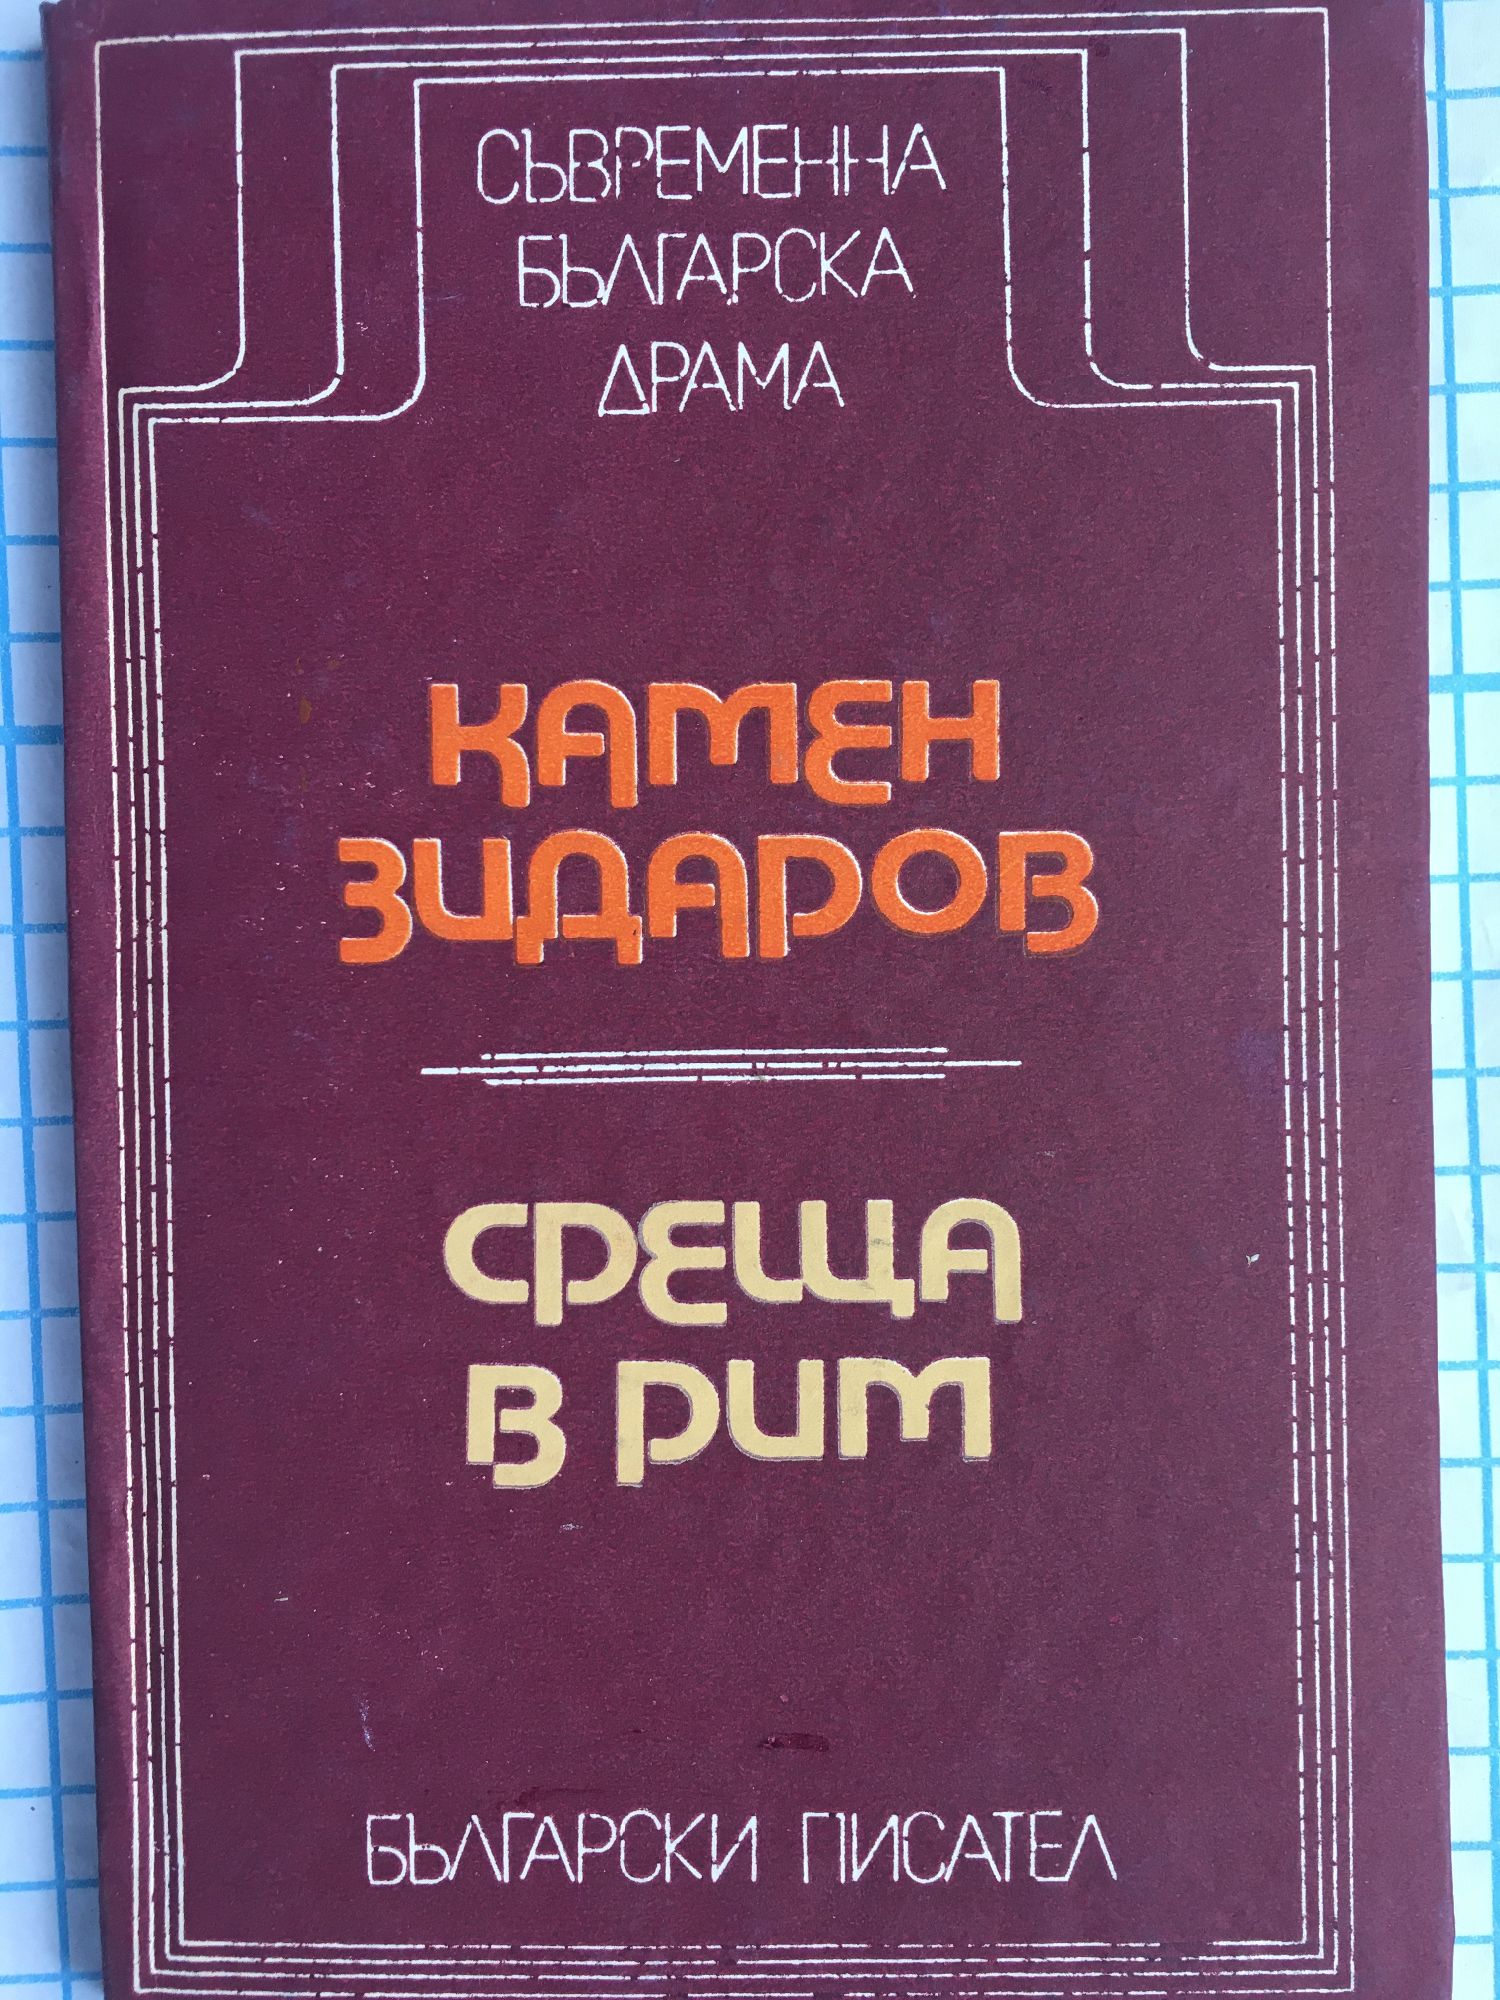 СЪВРЕМЕННА
БЪЛГАРСКА
ДРАМА
КАМЕН
ЗИДАРОВ
СРЕЩА
В РИМ
БЪЛГАРСКИ ПИСАТЕЛ